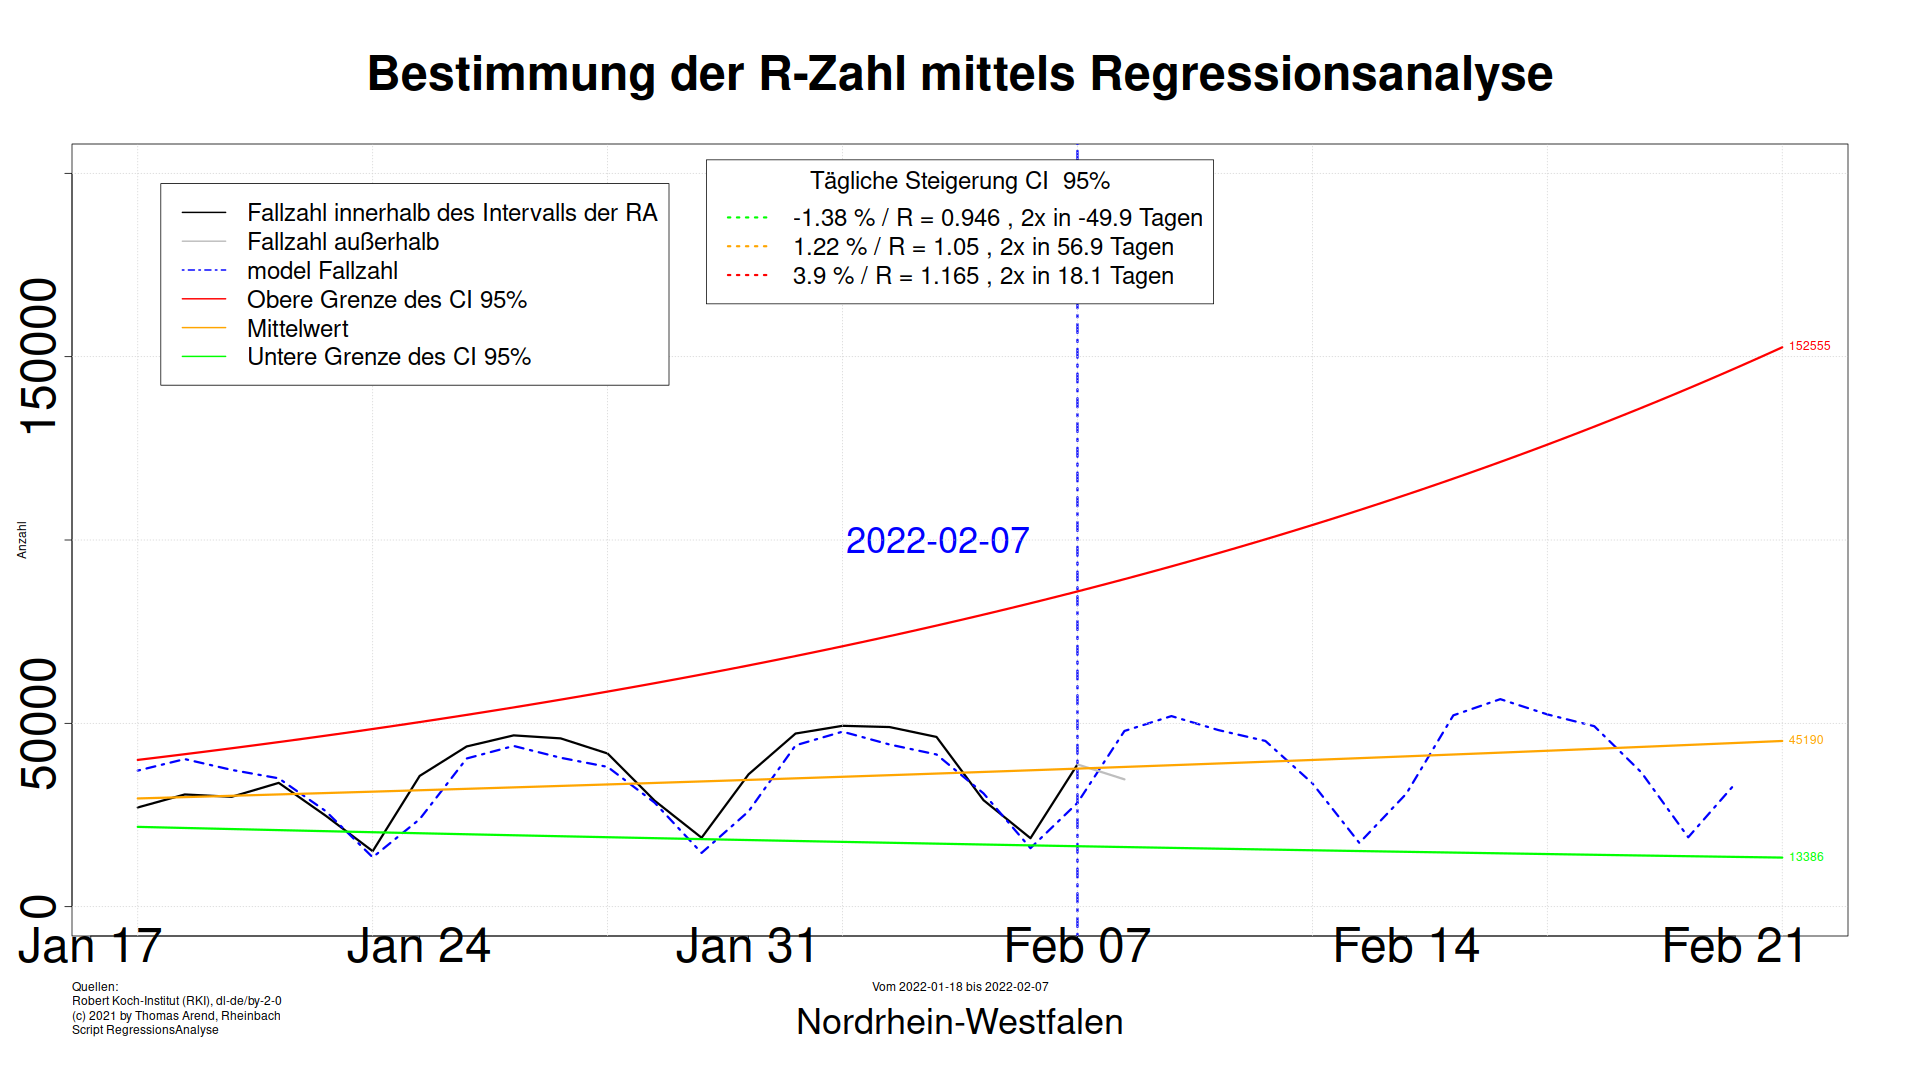 Bestimmung der R-Zahl mittels Regressionsanalyse
Fallzahl innerhalb des Intervalls der RA
Fallzahl außerhalb
model Fallzahl
Obere Grenze des CI 95%
Mittelwert
Untere Grenze des CI 95%
Tägliche Steigerung CI  95%
-1.38 % / R = 0.946 , 2x in -49.9 Tagen
1.22 % / R = 1.05 , 2x in 56.9 Tagen
3.9 % / R = 1.165 , 2x in 18.1 Tagen
150000
50000
0
Anzahl
2022-02-07
152555
45190
13386
Jan 17
Jan 24
Jan 31
Feb 07
Feb 14
Feb 21
Quellen:
Robert Koch-Institut (RKI), dl-de/by-2-0
(c) 2021 by Thomas Arend, Rheinbach
Script RegressionsAnalyse
Vom 2022-01-18 bis 2022-02-07
Nordrhein-Westfalen